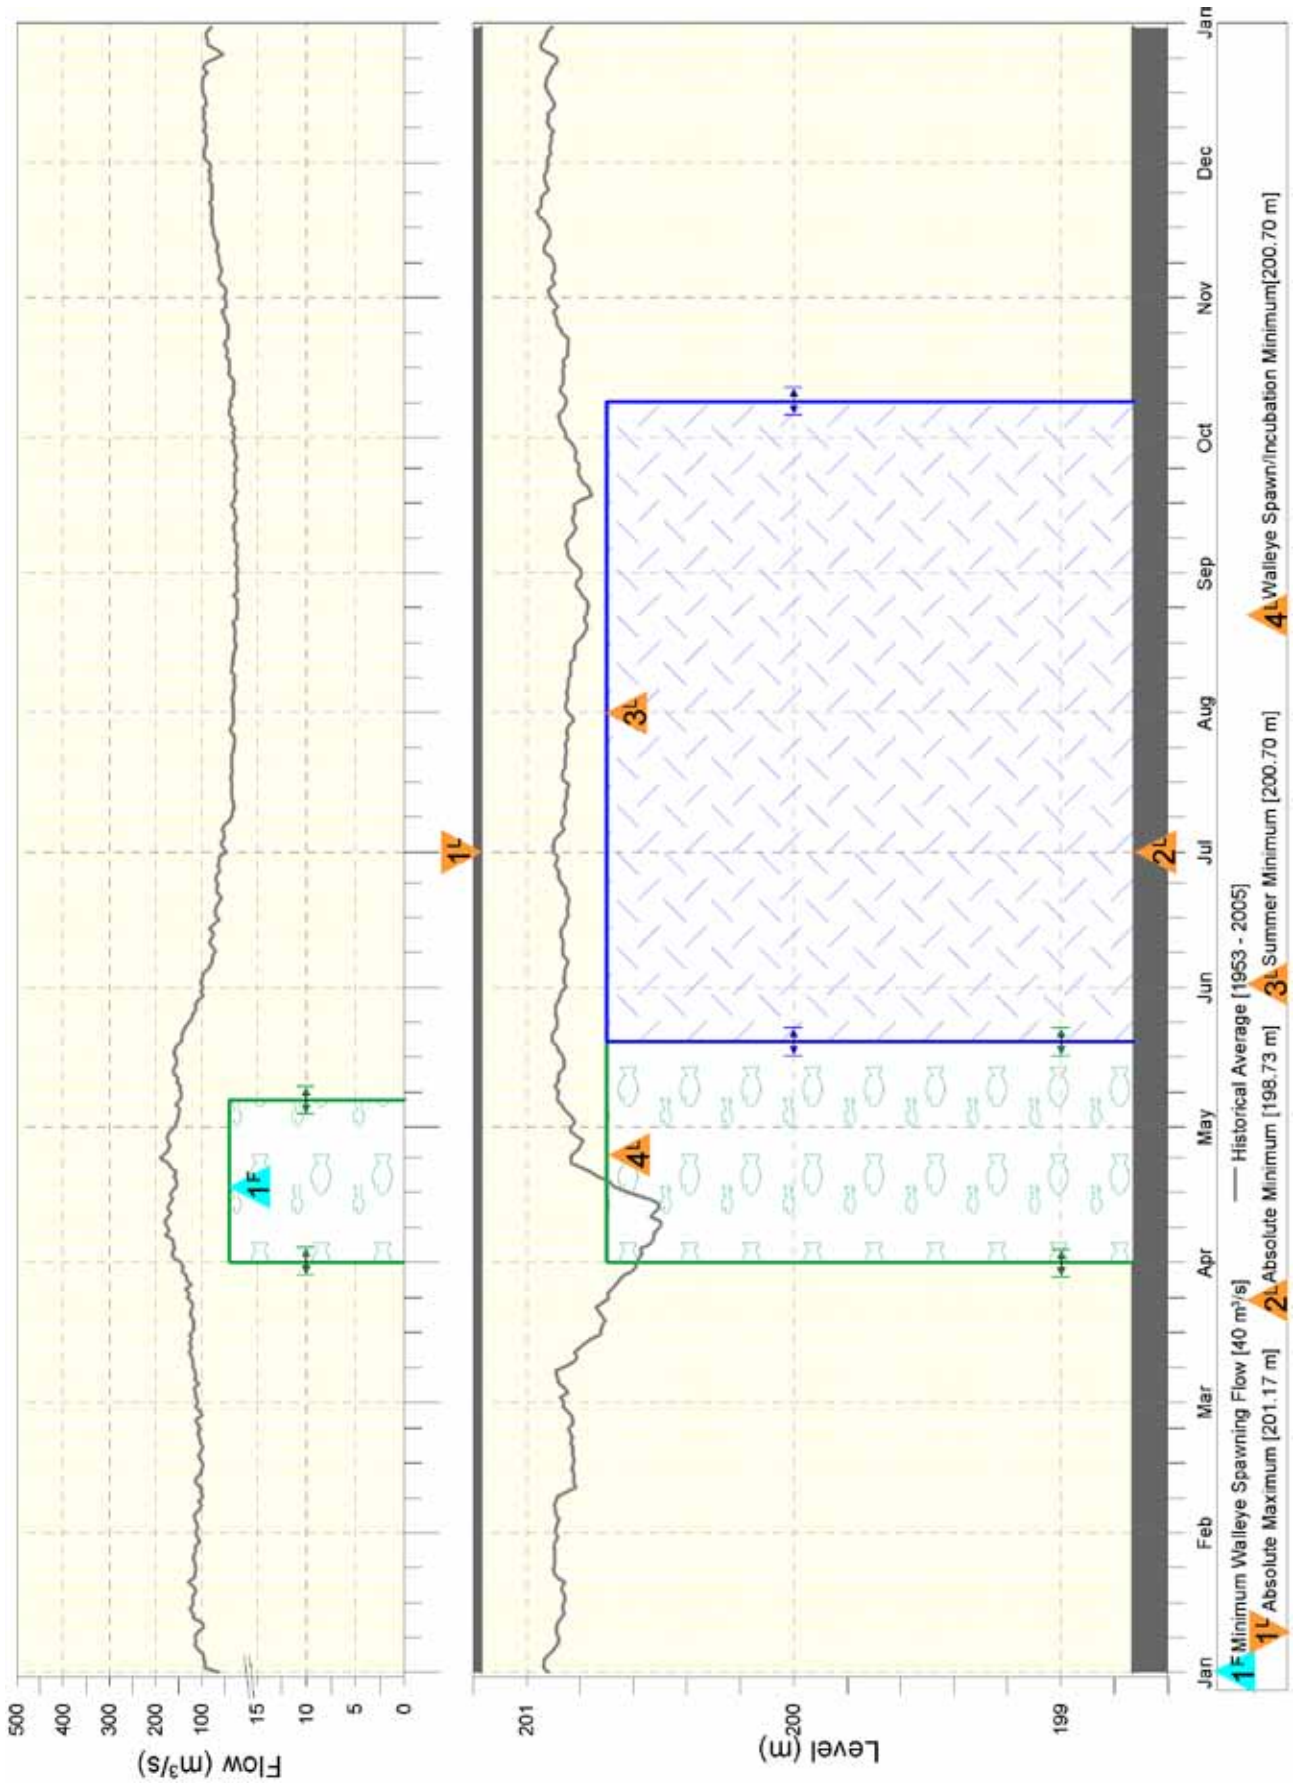 Flow (m³/s)
500
400
300
200
100
15
10
5
0
1F
1L
Level (m)
201
200
199
4L
3L
2L
Jan
Feb
Mar
Apr
May
Jun
Jul
Aug
Sep
Oct
Nov
Dec
Jan
1F Minimum Walleye Spawning Flow [40 m³/s]
Historical Average [1953 - 2005]
1L Absolute Maximum [201.17 m]
2L Absolute Minimum [198.73 m]
3L Summer Minimum [200.70 m]
4L Walleye Spawn/Incubation Minimum[200.70 m]